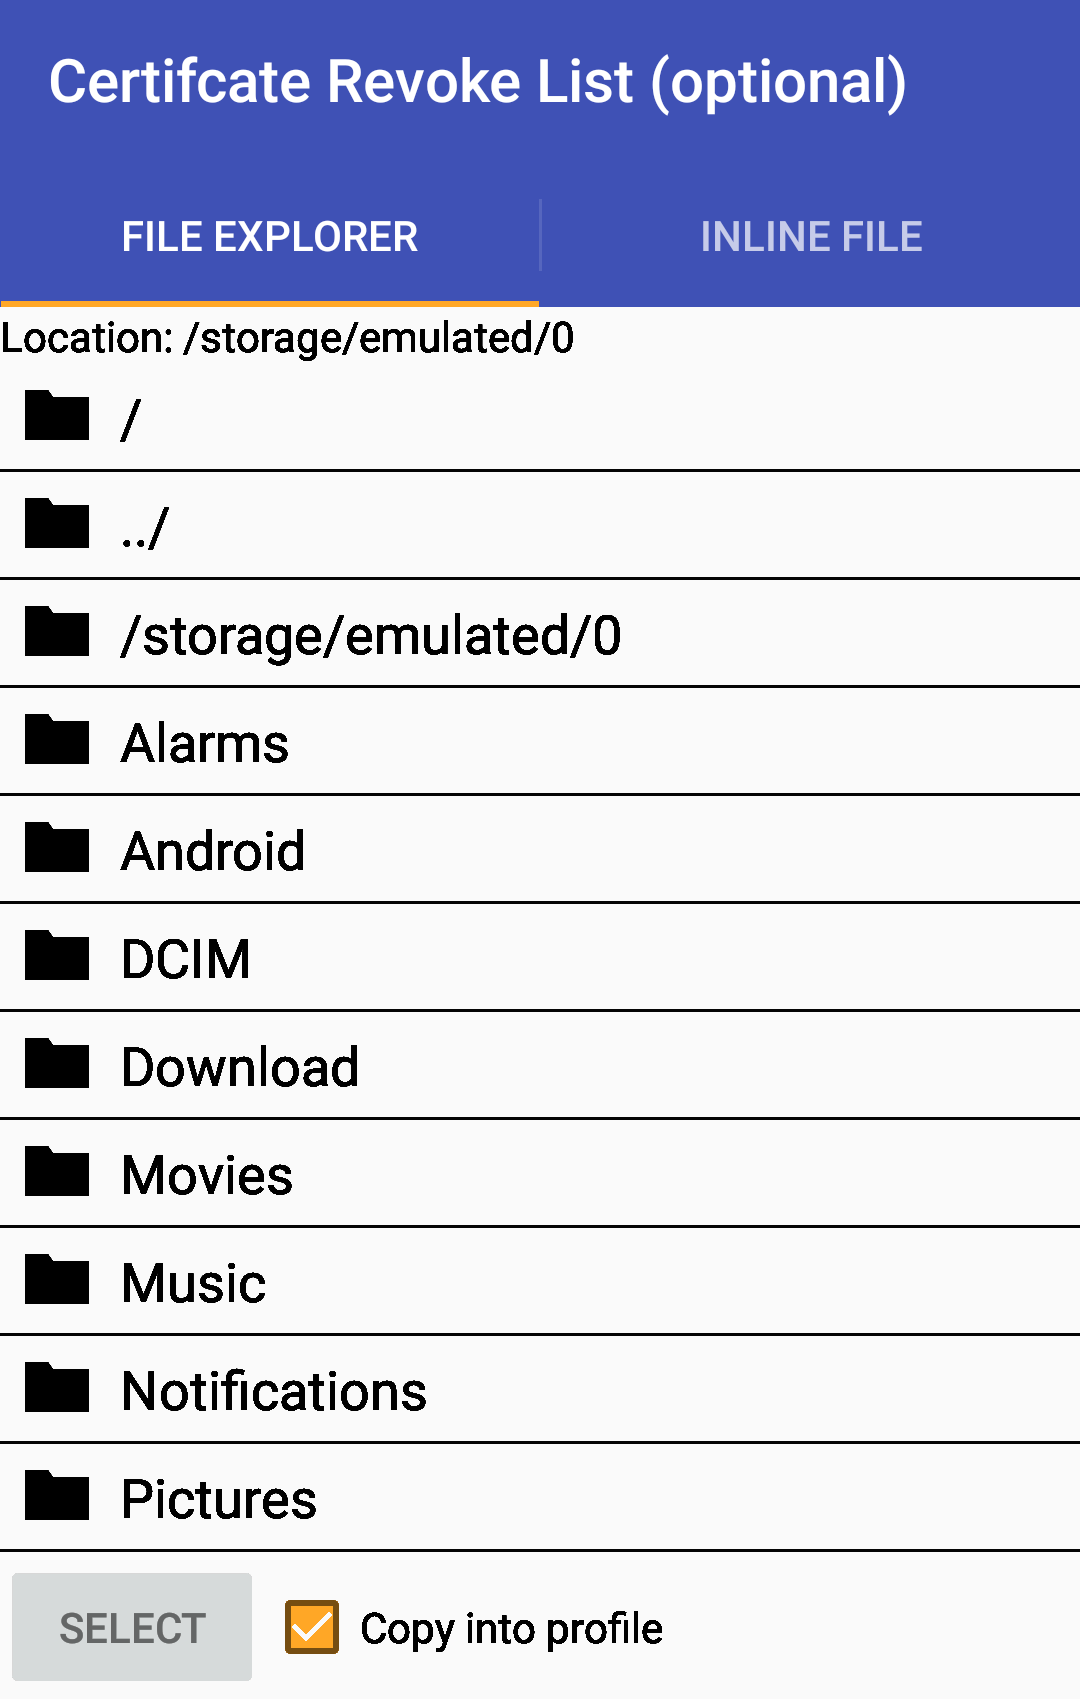 Certifcate Revoke List (optional)
FILE EXPLORER
INLINE FILE
Location: /storage/emulated/0
/
../
/storage/emulated/0
Alarms
Android
DCIM
Download
Movies
Music
Notifications
Pictures
SELECT
Copy into profile